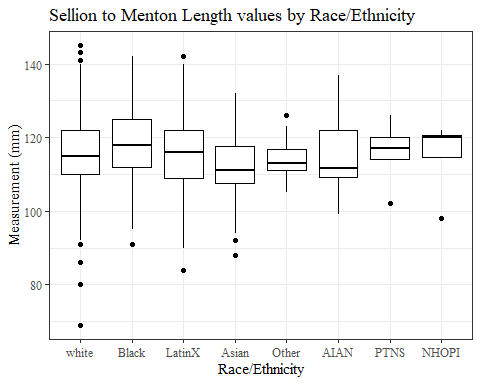 Sellion to Menton Length values by Race/Ethnicity
Measurement (mm)
140
120
100
80
white Black LatinX Asian Other AIAN PTNS NHOPI
Race/Ethnicity